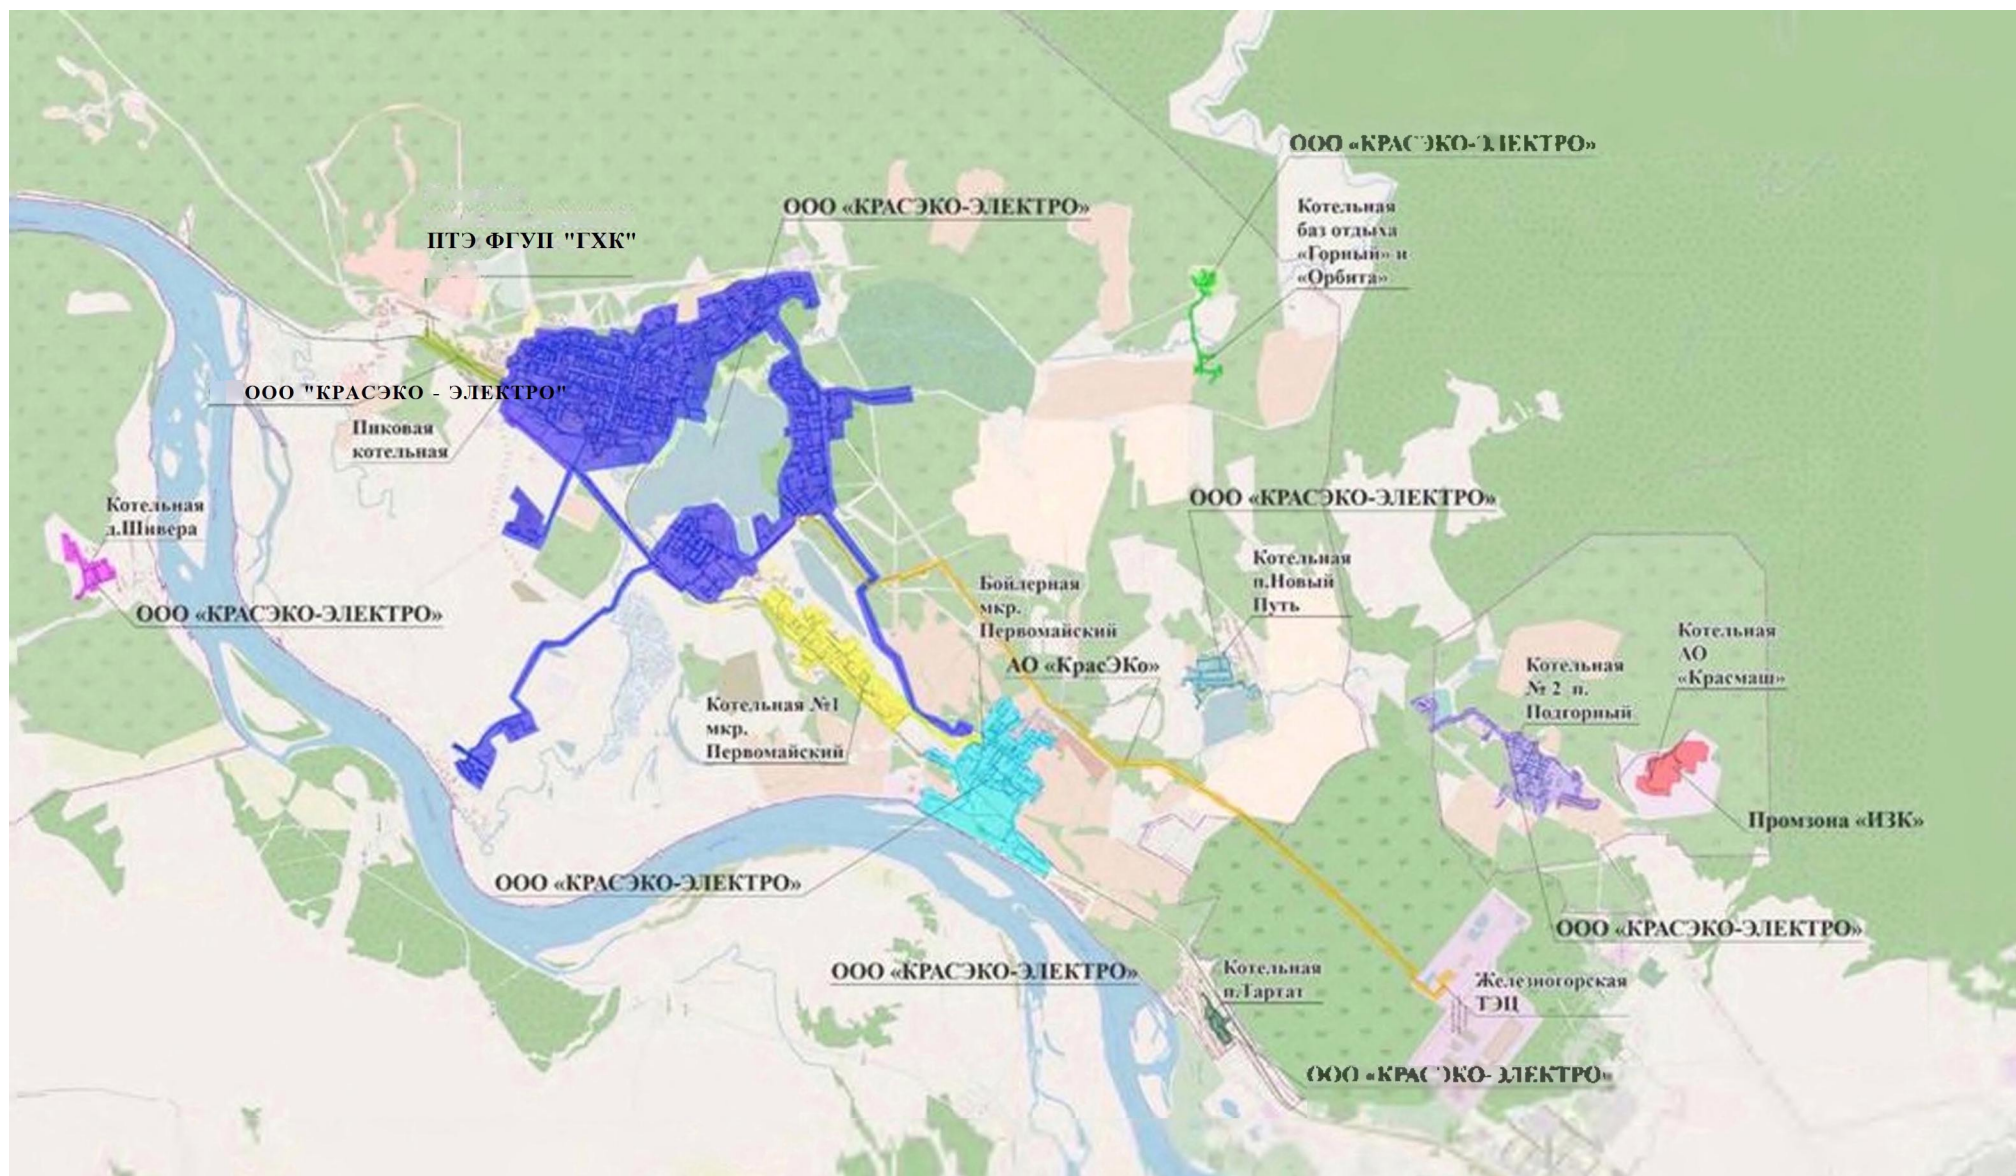 ООО «КРАСЭКО-ЭЛЕКТРО»
Котельная
баз отдыха
«Горный» и
«Орбита»
ООО «КРАСЭКО-ЭЛЕКТРО»
ПТЭ ФГУП "ГХК"
ООО "КРАСЭКО - ЭЛЕКТРО"
Пиковая
котельная
Котельная
д.Шивера
ООО «КРАСЭКО-ЭЛЕКТРО»
ООО «КРАСЭКО-ЭЛЕКТРО»
Котельная
п.Новый
Путь
Бойлерная
мкр.
Первомайский
АО «КрасЭКо»
Котельная №1
мкр.
Первомайский
Котельная
№ 2 п.
Подгорный
Котельная
АО
«Красмаш»
Промзона «ИЗК»
ООО «КРАСЭКО-ЭЛЕКТРО»
ООО «КРАСЭКО-ЭЛЕКТРО»
ООО «КРАСЭКО-ЭЛЕКТРО»
Котельная
п.Тартат
Железногорская
ТЭЦ
ООО «КРАСЭКО-ЭЛЕКТРО»